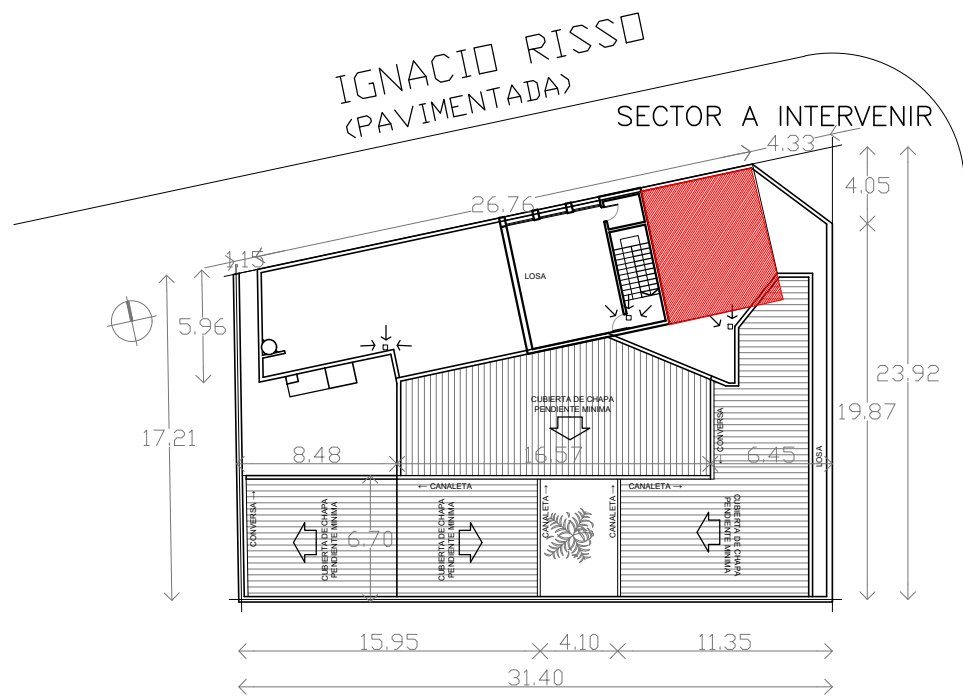 IGNACIO RISSO
(PAVIMENTADA)
SECTOR A INTERVENIR
4.33
4.05
26.76
1.15
LOSA
5.96
23.92
CUBIERTA DE CHAPA
PENDIENTE MINIMA
19.87
17.21
← CONVERSA
8.48
16.57
6.45
LOSA
← CANALETA
CANALETA →
CANALETA →
CANALETA →
CONVERSA →
CUBIERTA DE CHAPA
PENDIENTE MINIMA
6.70
CUBIERTA DE CHAPA
PENDIENTE MINIMA
CUBIERTA DE CHAPA
PENDIENTE MINIMA
15.95
4.10
11.35
31.40